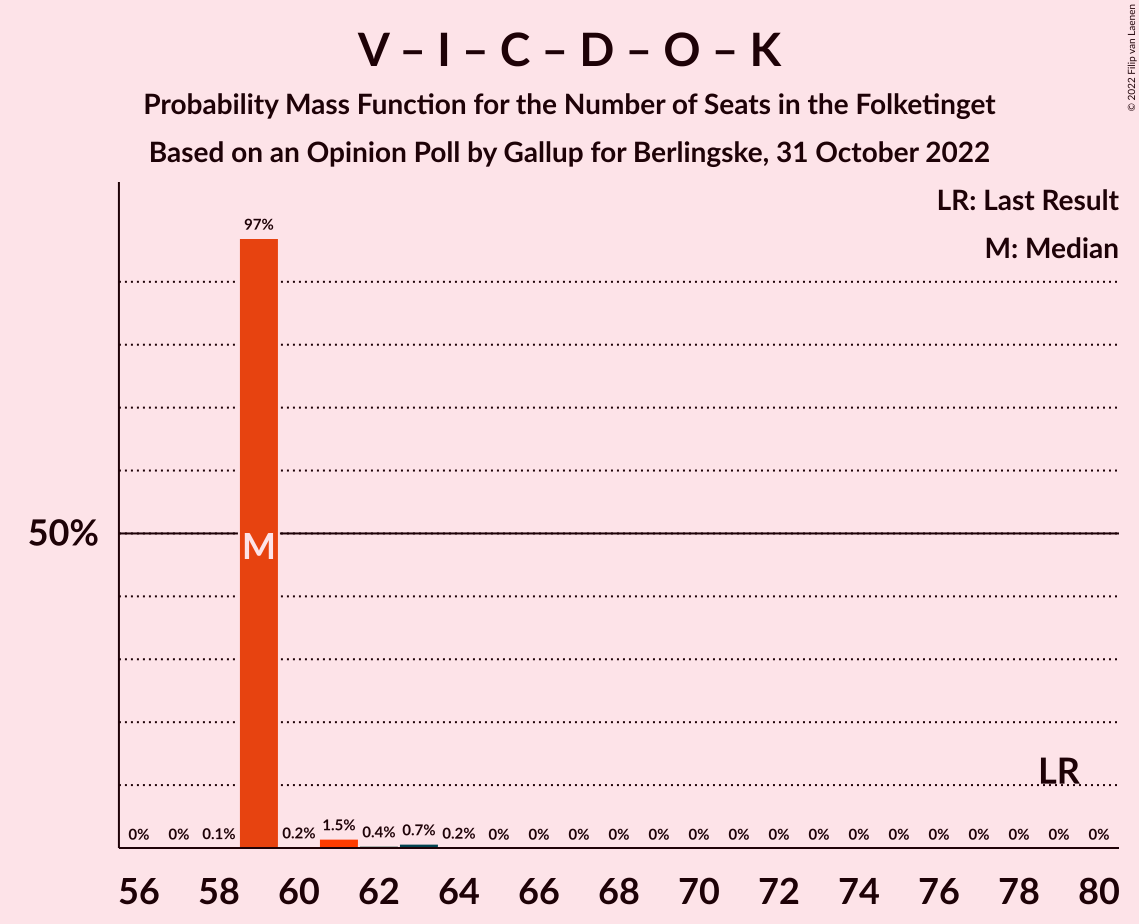 V – I – C – D – O – K
Probability Mass Function for the Number of Seats in the Folketinget
Based on an Opinion Poll by Gallup for Berlingske, 31 October 2022
© 2022 Filip van Laenen
LR: Last Result
M: Median
97%
50%
M
LR
0% 0% 0.1% 0.2% 1.5% 0.4% 0.7% 0.2% 0% 0% 0% 0% 0% 0% 0% 0% 0% 0% 0% 0% 0% 0% 0% 0%
56 58 60 62 64 66 68 70 72 74 76 78 80